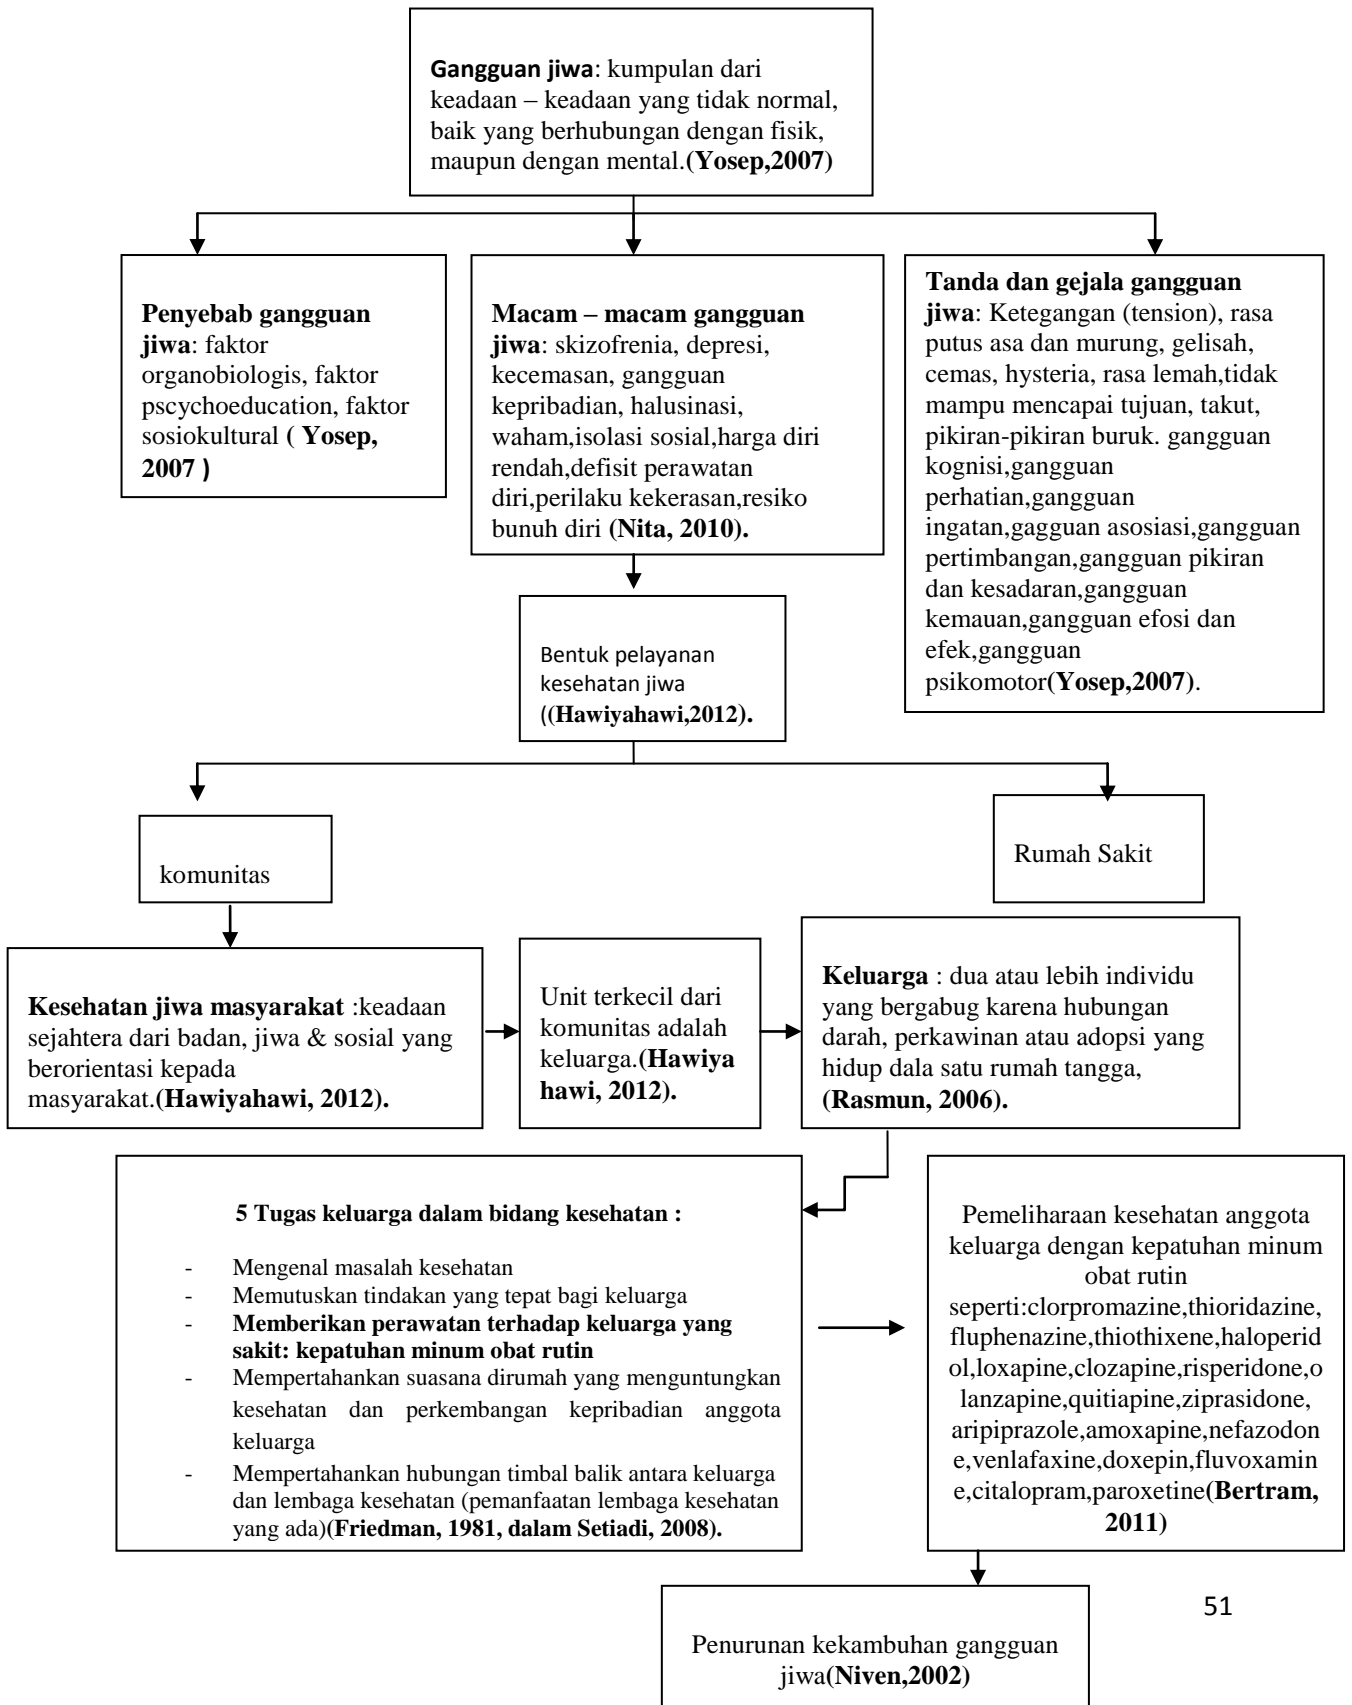 Gangguan jiwa: kumpulan dari
keadaan – keadaan yang tidak normal,
baik yang berhubungan dengan fisik,
maupun dengan mental.(Yosep,2007)
Penyebab gangguan
jiwa: faktor
organobiologis, faktor
pscychoeducation, faktor
sosiokultural ( Yosep,
2007 )
Macam – macam gangguan
jiwa: skizofrenia, depresi,
kecemasan, gangguan
kepribadian, halusinasi,
waham,isolasi sosial,harga diri
rendah,defisit perawatan
diri,perilaku kekerasan,resiko
bunuh diri (Nita, 2010).
Tanda dan gejala gangguan
jiwa: Ketegangan (tension), rasa
putus asa dan murung, gelisah,
cemas, hysteria, rasa lemah,tidak
mampu mencapai tujuan, takut,
pikiran-pikiran buruk. gangguan
kognisi,gangguan
perhatian,gangguan
ingatan,gagguan asosiasi,gangguan
pertimbangan,gangguan pikiran
dan kesadaran,gangguan
kemauan,gangguan efosi dan
efek,gangguan
psikomotor(Yosep,2007).
Bentuk pelayanan
kesehatan jiwa
((Hawiyahawi,2012).
komunitas
Rumah Sakit
Kesehatan jiwa masyarakat :keadaan
sejahtera dari badan, jiwa & sosial yang
berorientasi kepada
masyarakat.(Hawiyahawi, 2012).
Unit terkecil dari
komunitas adalah
keluarga.(Hawiya
hawi, 2012).
Keluarga : dua atau lebih individu
yang bergabug karena hubungan
darah, perkawinan atau adopsi yang
hidup dala satu rumah tangga,
(Rasmun, 2006).
5 Tugas keluarga dalam bidang kesehatan :
- Mengenal masalah kesehatan
- Memutuskan tindakan yang tepat bagi keluarga
- Memberikan perawatan terhadap keluarga yang
sakit: kepatuhan minum obat rutin
- Mempertahankan suasana dirumah yang menguntungkan
kesehatan dan perkembangan kepribadian anggota
keluarga
- Mempertahankan hubungan timbal balik antara keluarga
dan lembaga kesehatan (pemanfaatan lembaga kesehatan
yang ada)(Friedman, 1981, dalam Setiadi, 2008).
Pemeliharaan kesehatan anggota
keluarga dengan kepatuhan minum
obat rutin
seperti:clorpromazine,thioridazine,
fluphenazine,thiothixene,haloperid
ol,loxapine,clozapine,risperidone,o
lanzapine,quitiapine,ziprasidone,
aripiprazole,amoxapine,nefazodon
e,venlafaxine,doxepin,fluvoxamin
e,citalopram,paroxetine(Bertram,
2011)
Penurunan kekambuhan gangguan
jiwa(Niven,2002)
51